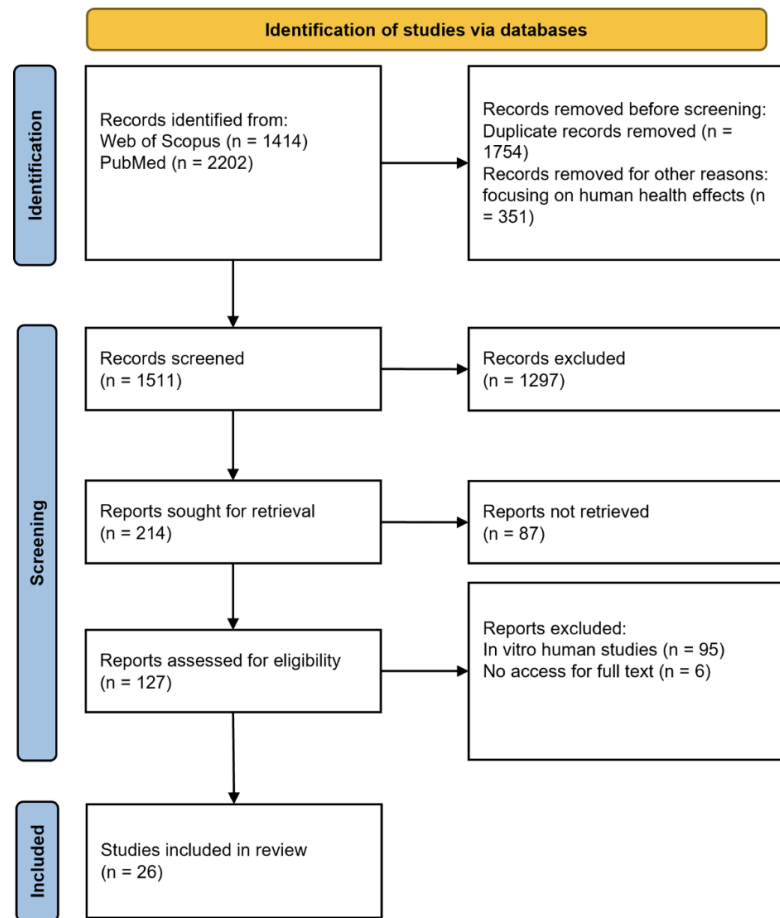 Identification of studies via databases
Identification
Records identified from:
Web of Scopus (n = 1414)
PubMed (n = 2202)
Records removed before screening:
Duplicate records removed (n =
1754)
Records removed for other reasons:
focusing on human health effects (n
= 351)
Screening
Records screened
(n = 1511)
Records excluded
(n = 1297)
Reports sought for retrieval
(n = 214)
Reports not retrieved
(n = 87)
Reports assessed for eligibility
(n = 127)
Reports excluded:
In vitro human studies (n = 95)
No access for full text (n = 6)
Included
Studies included in review
(n = 26)